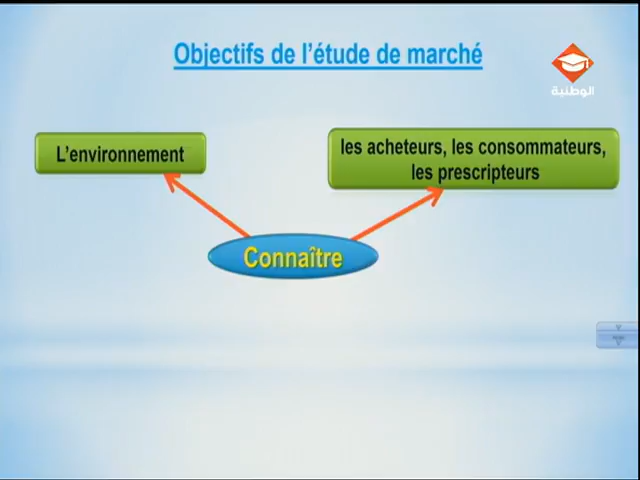 Objectifs de l'étude de marché
الوطنية
L'environnement
les acheteurs, les consommateurs,
les prescripteurs
Connaître